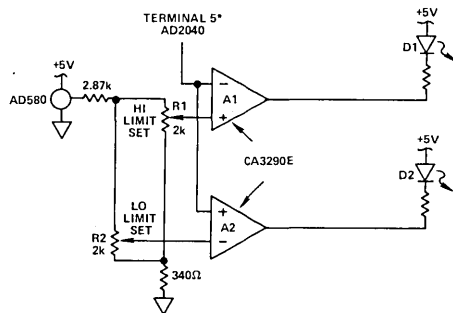 TERMINAL 5*
AD2040
+5V
D1
+5V
AD580
2.87k
HI
LIMIT
SET
R1
2k
A1
−
+
CA3290E
+5V
D2
LO
LIMIT
SET
R2
2k
+
−
A2
340Ω